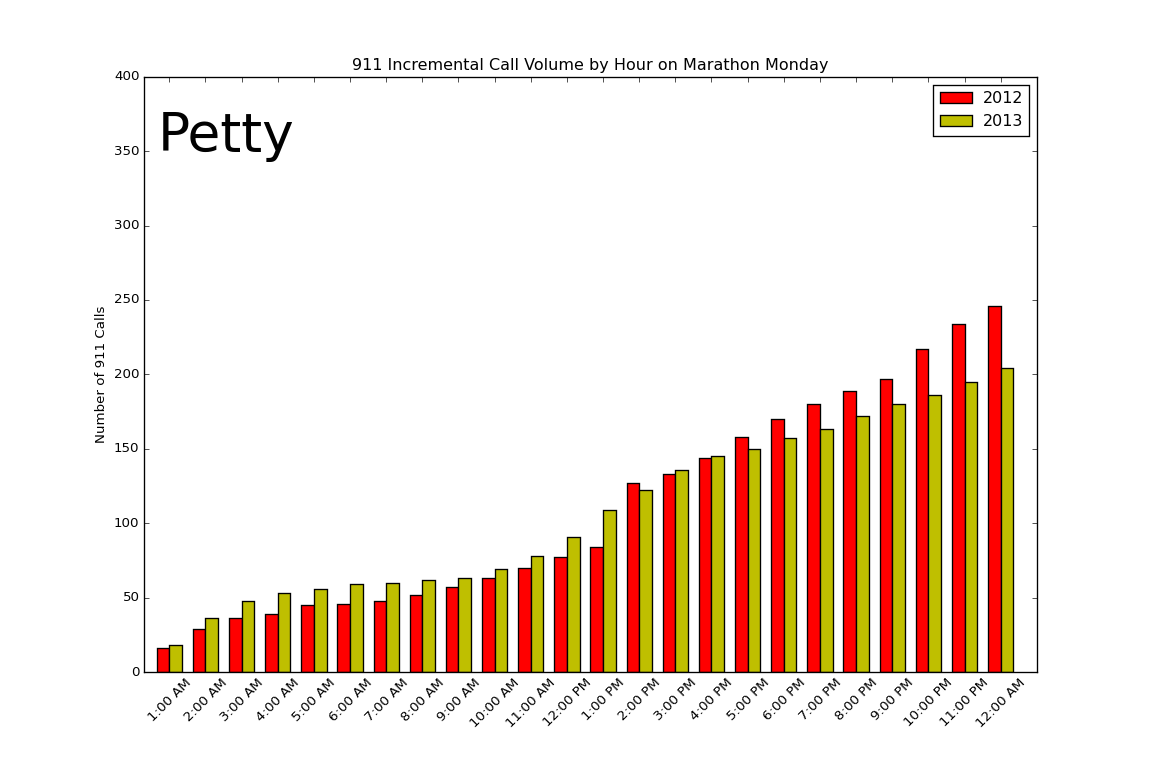 911 Incremental Call Volume by Hour on Marathon Monday
400
350
300
250
200
150
100
50
0
Number of 911 Calls
Petty
2012
2013
1:00 AM
2:00 AM
3:00 AM
4:00 AM
5:00 AM
6:00 AM
7:00 AM
8:00 AM
9:00 AM
10:00 AM
11:00 AM
12:00 PM
1:00 PM
2:00 PM
3:00 PM
4:00 PM
5:00 PM
6:00 PM
7:00 PM
8:00 PM
9:00 PM
10:00 PM
11:00 PM
12:00 AM